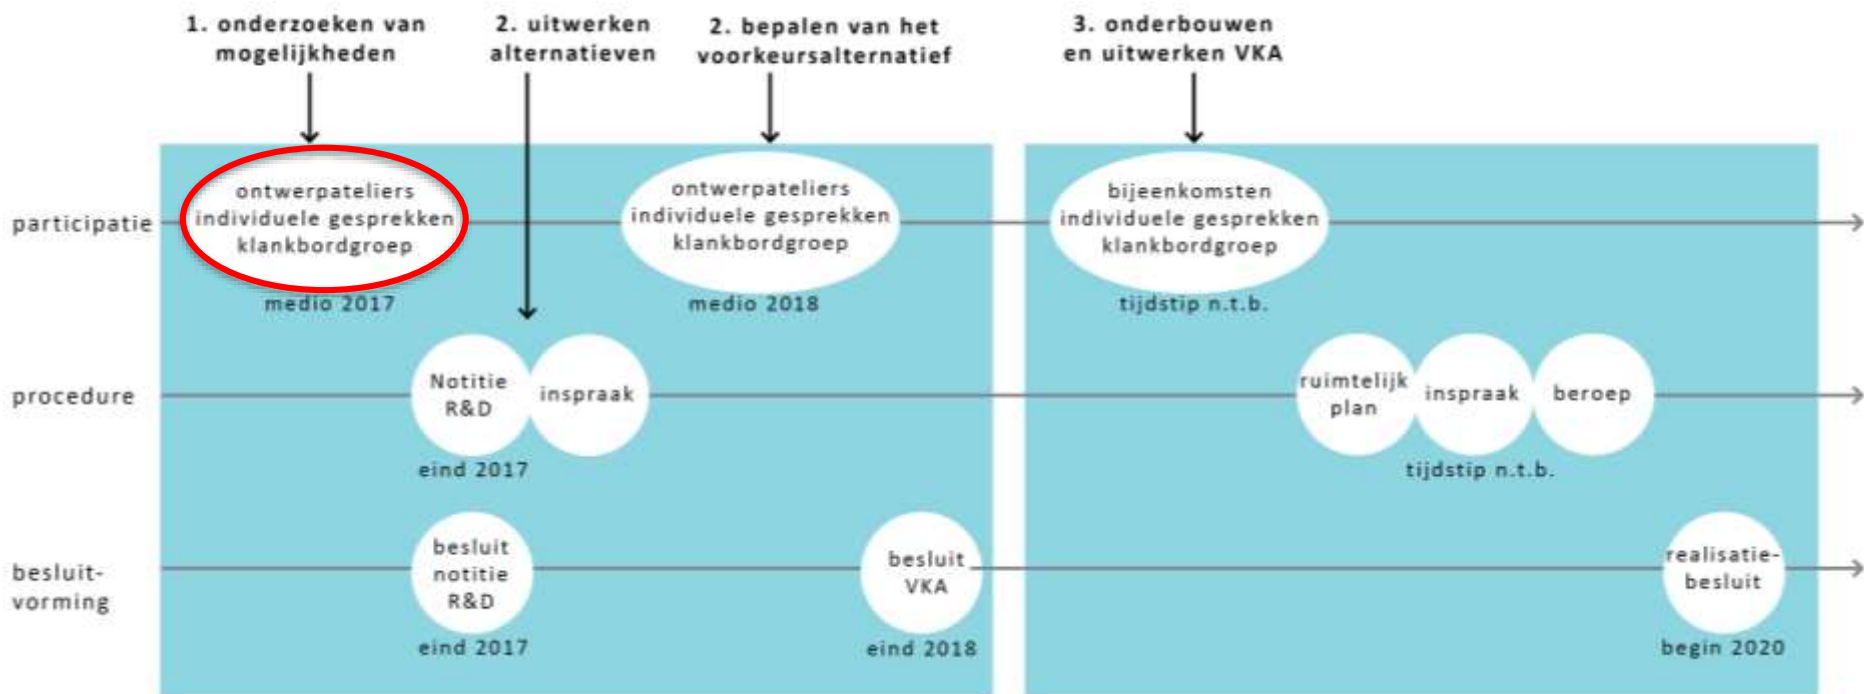 1. onderzoeken van
mogelijkheden
2. uitwerken
alternatieven
2. bepalen van het
voorkeursalternatief
3. onderbouwen
en uitwerken VKA
participatie
ontwerpateliers
individuele gesprekken
klankbordgroep
medio 2017
ontwerpateliers
individuele gesprekken
klankbordgroep
medio 2018
bijeenkomsten
individuele gesprekken
klankbordgroep
tijdstip n.t.b.
procedure
Notitie
R&D
inspraak
eind 2017
ruimtelijk
plan
inspraak
beroep
tijdstip n.t.b.
besluit-
vorming
besluit
notitie
R&D
eind 2017
besluit
VKA
eind 2018
realisatie-
besluit
begin 2020